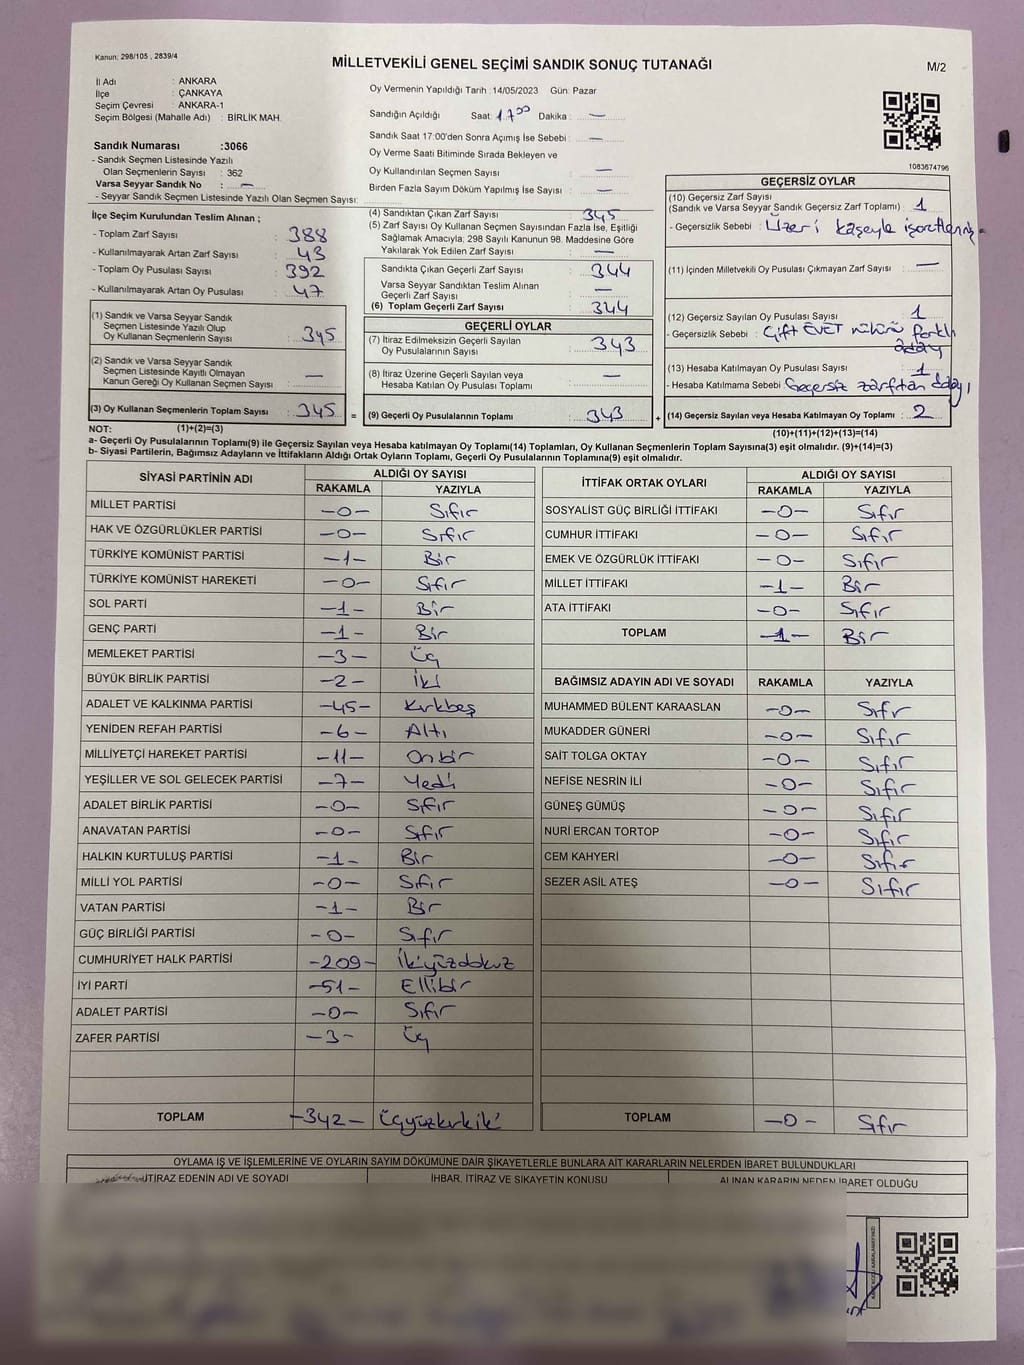 Kanun: 298/105 , 2839/4
MİLLETVEKİLİ GENEL SEÇİMİ SANDIK SONUÇ TUTANAĞI
M/2
İl Adı : ANKARA
İlçe : ÇANKAYA
Seçim Çevresi : ANKARA-1
Seçim Bölgesi (Mahalle Adı) : BİRLİK MAH.
Oy Vermenin Yapıldığı Tarih : 14/05/2023 Gün: Pazar
Sandığın Açıldığı Saat: 17⁰⁰ Dakika : —
Sandık Saat 17:00'den Sonra Açımış İse Sebebi : —
Oy Verme Saati Bitiminde Sırada Bekleyen ve
Oy Kullandırılan Seçmen Sayısı : —
Birden Fazla Sayım Döküm Yapılmış İse Sayısı : —
1083674796
Sandık Numarası :3066
- Sandık Seçmen Listesinde Yazılı
Olan Seçmenlerin Sayısı : 362
Varsa Seyyar Sandık No : —
- Seyyar Sandık Seçmen Listesinde Yazılı Olan Seçmen Sayısı:
İlçe Seçim Kurulundan Teslim Alınan ;
- Toplam Zarf Sayısı : 388
- Kullanılmayarak Artan Zarf Sayısı : 43
- Toplam Oy Pusulası Sayısı : 392
- Kullanılmayarak Artan Oy Pusulası : 47
(1) Sandık ve Varsa Seyyar Sandık
Seçmen Listesinde Yazılı Olup
Oy Kullanan Seçmenlerin Sayısı : 345
(2) Sandık ve Varsa Seyyar Sandık
Seçmen Listesinde Kayıtlı Olmayan
Kanun Gereği Oy Kullanan Seçmen Sayısı : —
(3) Oy Kullanan Seçmenlerin Toplam Sayısı : 345 =
(4) Sandıktan Çıkan Zarf Sayısı : 345
(5) Zarf Sayısı Oy Kullanan Seçmen Sayısından Fazla İse, Eşitliği
Sağlamak Amacıyla, 298 Sayılı Kanunun 98. Maddesine Göre
Yakılarak Yok Edilen Zarf Sayısı : —
Sandıkta Çıkan Geçerli Zarf Sayısı : 344
Varsa Seyyar Sandıktan Teslim Alınan
Geçerli Zarf Sayısı : —
(6) Toplam Geçerli Zarf Sayısı : 344
GEÇERLİ OYLAR
(7) İtiraz Edilmeksizin Geçerli Sayılan
Oy Pusulalarının Sayısı : 343
(8) İtiraz Üzerine Geçerli Sayılan veya
Hesaba Katılan Oy Pusulası Toplamı : —
(9) Geçerli Oy Pusulalarının Toplamı : 343 +
GEÇERSİZ OYLAR
(10) Geçersiz Zarf Sayısı
(Sandık ve Varsa Seyyar Sandık Geçersiz Zarf Toplamı) : 1
- Geçersizlik Sebebi : Üzeri kaşeyle işaretlenmiş
(11) İçinden Milletvekili Oy Pusulası Çıkmayan Zarf Sayısı : —
(12) Geçersiz Sayılan Oy Pusulası Sayısı : 1
- Geçersizlik Sebebi : Çift EVET mühürü farklı
aday
(13) Hesaba Katılmayan Oy Pusulası Sayısı : 1
- Hesaba Katılmama Sebebi : Geçersiz zarftan dolayı
(14) Geçersiz Sayılan veya Hesaba Katılmayan Oy Toplamı : 2
NOT: (1)+(2)=(3)
(10)+(11)+(12)+(13)=(14)
a- Geçerli Oy Pusulalarının Toplamı(9) ile Geçersiz Sayılan veya Hesaba katılmayan Oy Toplamı(14) Toplamları, Oy Kullanan Seçmenlerin Toplam Sayısına(3) eşit olmalıdır. (9)+(14)=(3)
b- Siyasi Partilerin, Bağımsız Adayların ve İttifakların Aldığı Ortak Oyların Toplamı, Geçerli Oy Pusulalarının Toplamına(9) eşit olmalıdır.
SİYASİ PARTİNİN ADI ALDIĞI OY SAYISI
RAKAMLA YAZIYLA
MİLLET PARTİSİ -0- Sıfır
HAK VE ÖZGÜRLÜKLER PARTİSİ -0- Sıfır
TÜRKİYE KOMÜNİST PARTİSİ -1- Bir
TÜRKİYE KOMÜNİST HAREKETİ -0- Sıfır
SOL PARTİ -1- Bir
GENÇ PARTİ -1- Bir
MEMLEKET PARTİSİ -3- Üç
BÜYÜK BİRLİK PARTİSİ -2- İki
ADALET VE KALKINMA PARTİSİ -45- Kırkbeş
YENİDEN REFAH PARTİSİ -6- Altı
MİLLİYETÇİ HAREKET PARTİSİ -11- Onbir
YEŞİLLER VE SOL GELECEK PARTİSİ -7- Yedi
ADALET BİRLİK PARTİSİ -0- Sıfır
ANAVATAN PARTİSİ -0- Sıfır
HALKIN KURTULUŞ PARTİSİ -1- Bir
MİLLİ YOL PARTİSİ -0- Sıfır
VATAN PARTİSİ -1- Bir
GÜÇ BİRLİĞİ PARTİSİ -0- Sıfır
CUMHURİYET HALK PARTİSİ -209- İkiyüzdokuz
İYİ PARTİ -51- Ellibir
ADALET PARTİSİ -0- Sıfır
ZAFER PARTİSİ -3- Üç
TOPLAM -342- Üçyüzkırkiki
İTTİFAK ORTAK OYLARI ALDIĞI OY SAYISI
RAKAMLA YAZIYLA
SOSYALİST GÜÇ BİRLİĞİ İTTİFAKI -0- Sıfır
CUMHUR İTTİFAKI -0- Sıfır
EMEK VE ÖZGÜRLÜK İTTİFAKI -0- Sıfır
MİLLET İTTİFAKI -1- Bir
ATA İTTİFAKI -0- Sıfır
TOPLAM -1- Bir
BAĞIMSIZ ADAYIN ADI VE SOYADI RAKAMLA YAZIYLA
MUHAMMED BÜLENT KARAASLAN -0- Sıfır
MUKADDER GÜNERİ -0- Sıfır
SAİT TOLGA OKTAY -0- Sıfır
NEFİSE NESRİN İLİ -0- Sıfır
GÜNEŞ GÜMÜŞ -0- Sıfır
NURİ ERCAN TORTOP -0- Sıfır
CEM KAHYERİ -0- Sıfır
SEZER ASİL ATEŞ -0- Sıfır
TOPLAM -0- Sıfır
OYLAMA İŞ VE İŞLEMLERİNE VE OYLARIN SAYIM DÖKÜMÜNE DAİR ŞİKAYETLERLE BUNLARA AİT KARARLARIN NELERDEN İBARET BULUNDUKLARI
İTİRAZ EDENİN ADI VE SOYADI İHBAR, İTİRAZ VE ŞİKAYETİN KONUSU ALINAN KARARIN NEDEN İBARET OLDUĞU